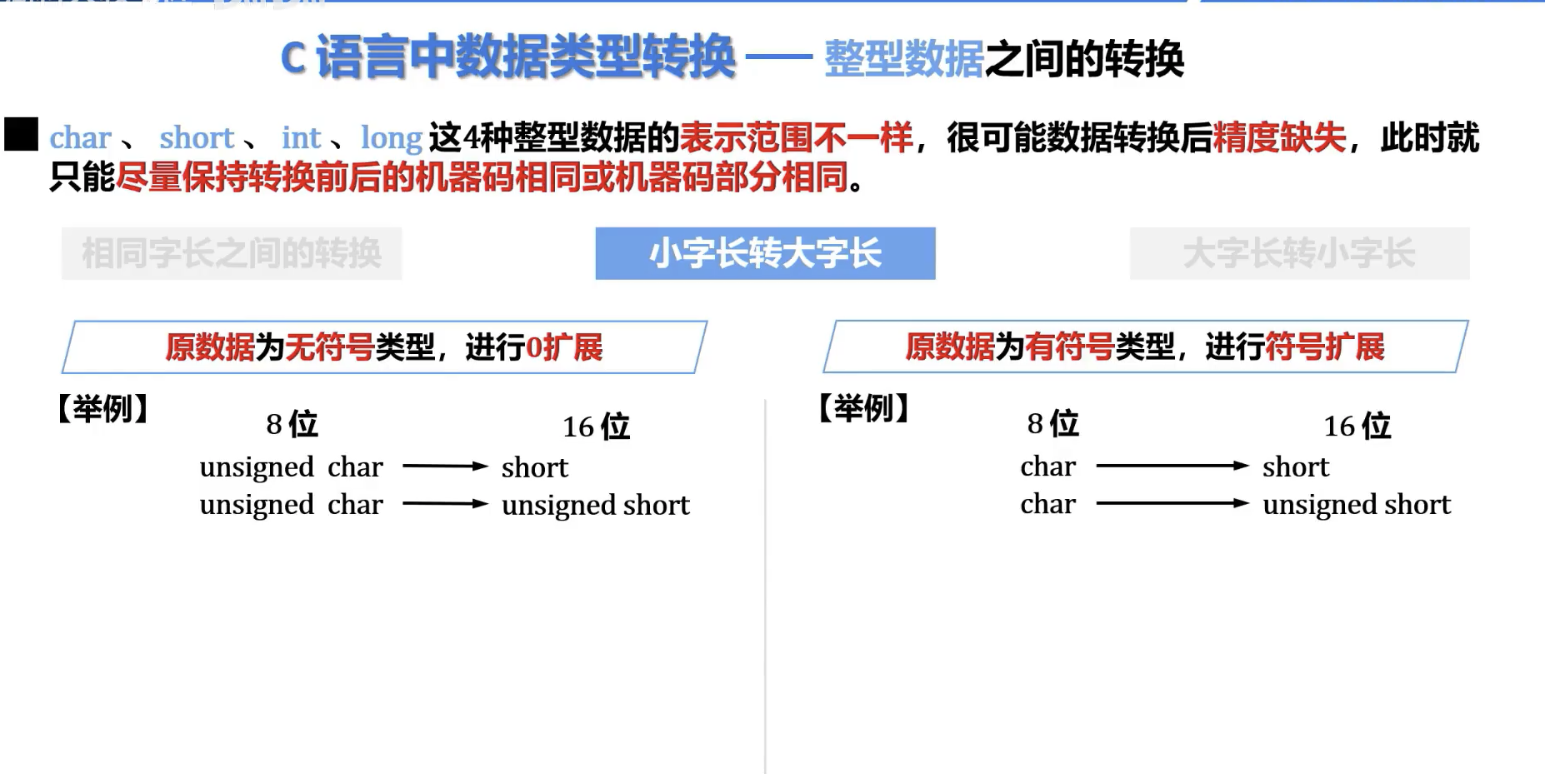 C 语言中数据类型转换 —— 整型数据之间的转换
char 、 short 、 int 、long 这4种整型数据的表示范围不一样，很可能数据转换后精度缺失，此时就
只能尽量保持转换前后的机器码相同或机器码部分相同。
相同字长之间的转换
小字长转大字长
大字长转小字长
原数据为无符号类型，进行0扩展
【举例】
8 位 16 位
unsigned char short
unsigned char unsigned short
原数据为有符号类型，进行符号扩展
【举例】
8 位 16 位
char short
char unsigned short